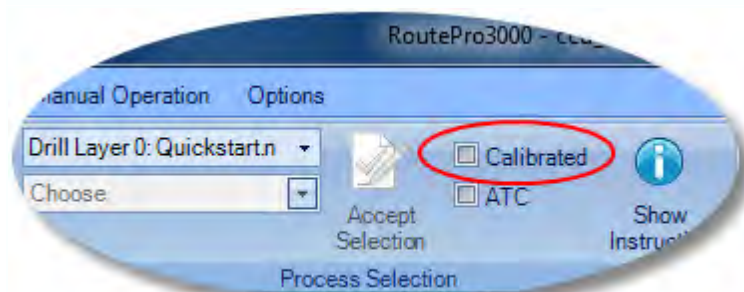 RoutePro3000 -
Manual Operation Options
Drill Layer 0: Quickstart.n
Choose
Calibrated
ATC
Accept
Selection
Show
Process Selection